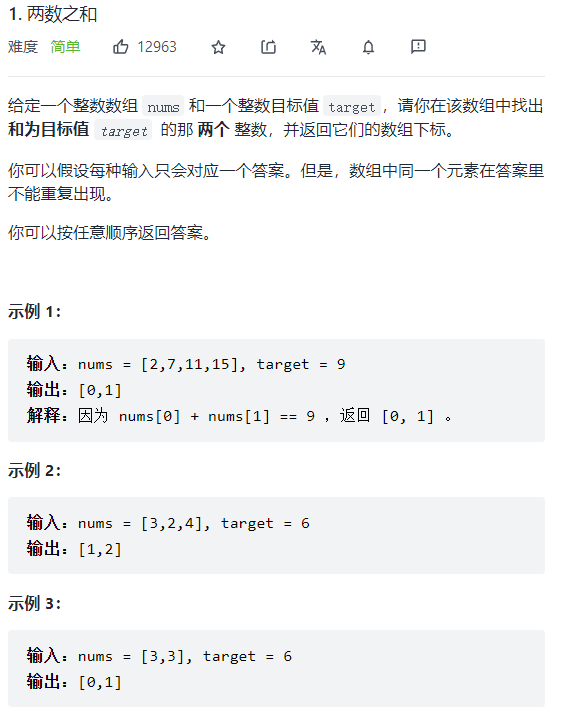 1. 两数之和
难度 简单 12963
给定一个整数数组 nums 和一个整数目标值 target，请你在该数组中找出
和为目标值 target 的那 两个 整数，并返回它们的数组下标。
你可以假设每种输入只会对应一个答案。但是，数组中同一个元素在答案里
不能重复出现。
你可以按任意顺序返回答案。
示例 1：
输入：nums = [2,7,11,15], target = 9
输出：[0,1]
解释：因为 nums[0] + nums[1] == 9 ，返回 [0, 1] 。
示例 2：
输入：nums = [3,2,4], target = 6
输出：[1,2]
示例 3：
输入：nums = [3,3], target = 6
输出：[0,1]